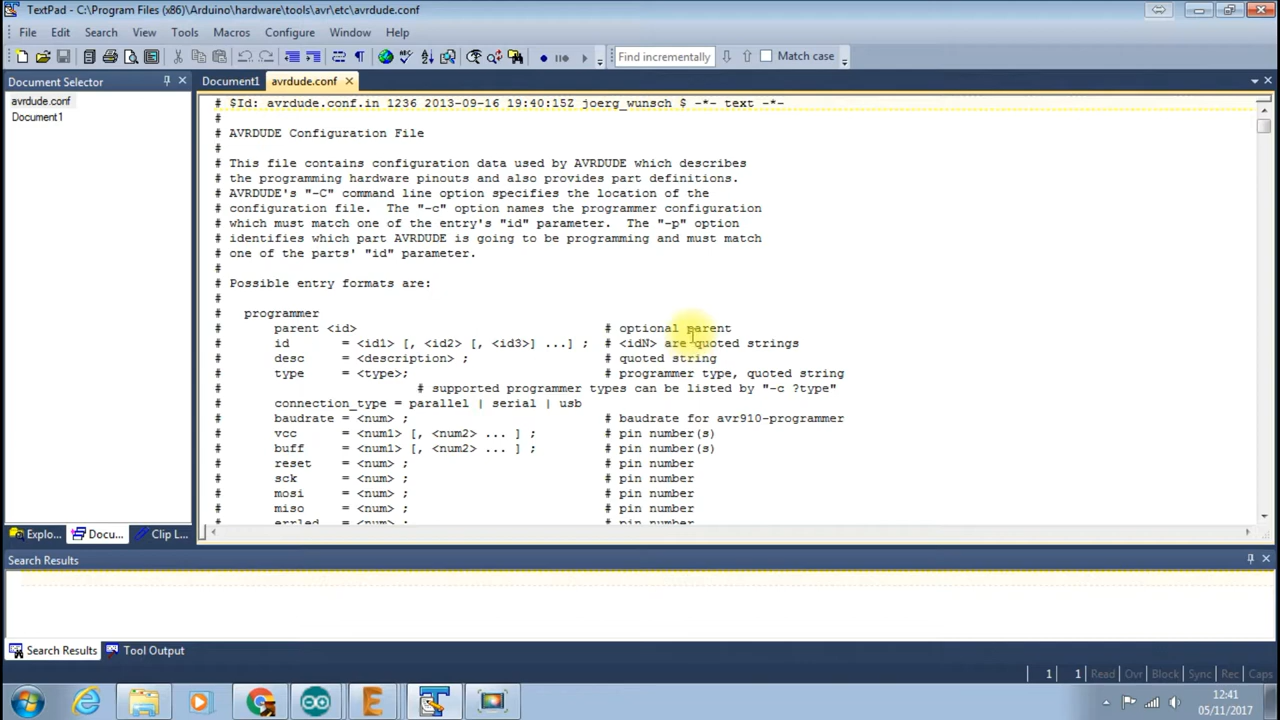 TextPad - C:\Program Files (x86)\Arduino\hardware\tools\avr\etc\avrdude.conf
File Edit Search View Tools Macros Configure Window Help
Find incrementally Match case
Document Selector
Document1 avrdude.conf
avrdude.conf
Document1
# $Id: avrdude.conf.in 1236 2013-09-16 19:40:15Z joerg_wunsch $ -*- text -*-
#
# AVRDUDE Configuration File
#
# This file contains configuration data used by AVRDUDE which describes
# the programming hardware pinouts and also provides part definitions.
# AVRDUDE's "-C" command line option specifies the location of the
# configuration file.  The "-c" option names the programmer configuration
# which must match one of the entry's "id" parameter.  The "-p" option
# identifies which part AVRDUDE is going to be programming and must match
# one of the parts' "id" parameter.
#
# Possible entry formats are:
#
#   programmer
#       parent <id>                                 # optional parent
#       id       = <id1> [, <id2> [, <id3>] ...] ;  # <idN> are quoted strings
#       desc     = <description> ;                  # quoted string
#       type     = <type>;                          # programmer type, quoted string
#                          # supported programmer types can be listed by "-c ?type"
#       connection_type = parallel | serial | usb
#       baudrate = <num> ;                          # baudrate for avr910-programmer
#       vcc      = <num1> [, <num2> ... ] ;         # pin number(s)
#       buff     = <num1> [, <num2> ... ] ;         # pin number(s)
#       reset    = <num> ;                          # pin number
#       sck      = <num> ;                          # pin number
#       mosi     = <num> ;                          # pin number
#       miso     = <num> ;                          # pin number
#       errled   = <num> ;                          # pin number
Explo... Docu... Clip L...
Search Results
Search Results Tool Output
1 1 Read Ovr Block Sync Rec Caps
12:41
05/11/2017